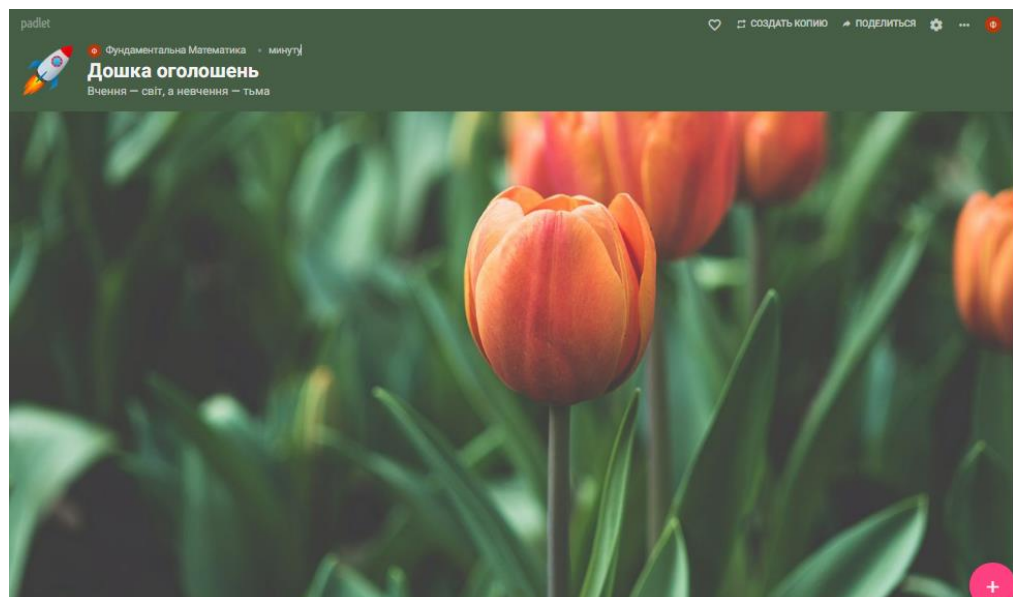 padlet
СОЗДАТЬ КОПИЮ ПОДЕЛИТЬСЯ
Ф
Ф Фундаментальна Математика • минуту
Дошка оголошень
Вчення — світ, а невчення — тьма